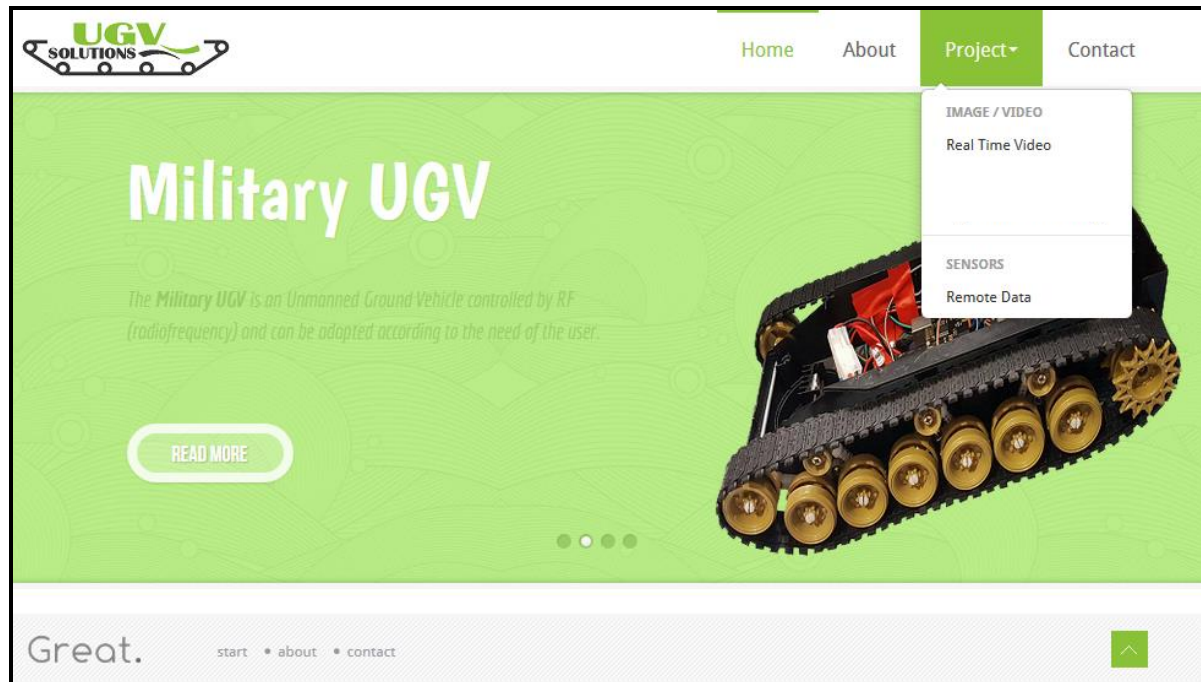 UGV
SOLUTIONS
Home About Project Contact
IMAGE / VIDEO
Real Time Video
SENSORS
Remote Data
Military UGV
The Military UGV is an Unmanned Ground Vehicle controlled by RF
(radiofrequency) and can be adapted according to the need of the user.
READ MORE
Great.
start • about • contact